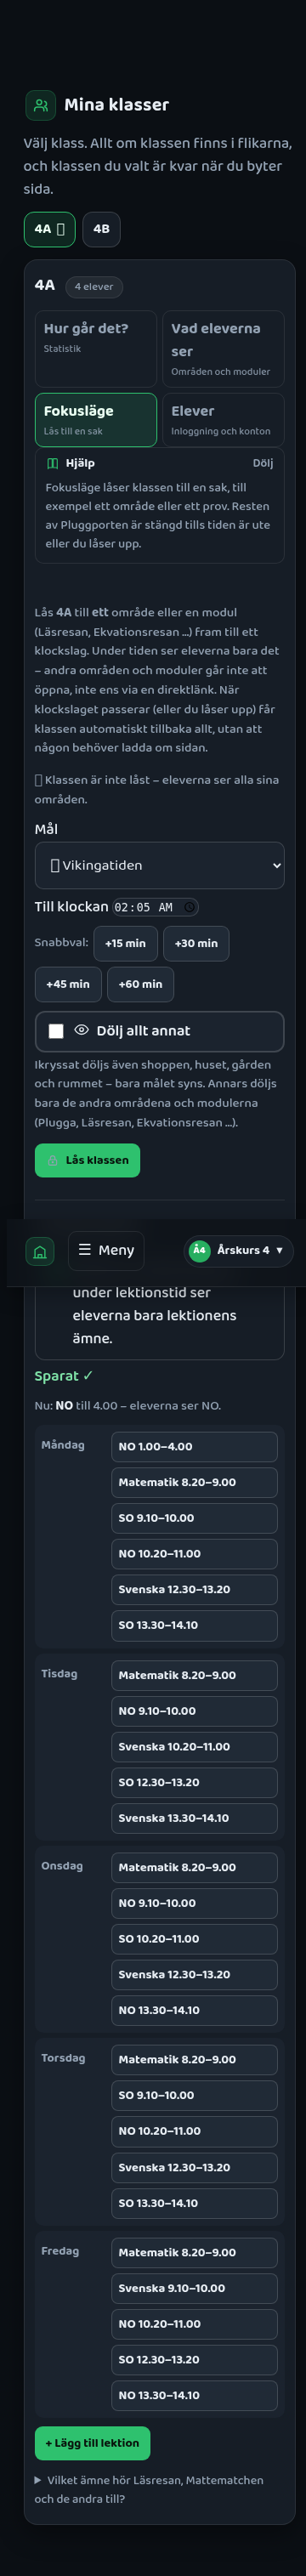 Mina klasser
Välj klass. Allt om klassen finns i flikarna,
och klassen du valt är kvar när du byter
sida.
4A
4B
4A
4 elever
Hur går det?
Statistik
Vad eleverna
ser
Områden och moduler
Fokusläge
Lås till en sak
Elever
Inloggning och konton
Hjälp
Dölj
Fokusläge låser klassen till en sak, till
exempel ett område eller ett prov. Resten
av Pluggporten är stängd tills tiden är ute
eller du låser upp.
Lås 4A till ett område eller en modul
(Läsresan, Ekvationsresan …) fram till ett
klockslag. Under tiden ser eleverna bara det
– andra områden och moduler går inte att
öppna, inte ens via en direktlänk. När
klockslaget passerar (eller du låser upp) får
klassen automatiskt tillbaka allt, utan att
någon behöver ladda om sidan.
Klassen är inte låst – eleverna ser alla sina
områden.
Mål
Vikingatiden
Till klockan 02:05 AM
Snabbval:
+15 min
+30 min
+45 min
+60 min
Dölj allt annat
Ikryssat döljs även shoppen, huset, gården
och rummet – bara målet syns. Annars döljs
bara de andra områdena och modulerna
(Plugga, Läsresan, Ekvationsresan …).
Lås klassen
☰ Meny
Å4 Årskurs 4 ▼
under lektionstid ser
eleverna bara lektionens
ämne.
Sparat ✓
Nu: NO till 4.00 – eleverna ser NO.
Måndag
NO 1.00–4.00
Matematik 8.20–9.00
SO 9.10–10.00
NO 10.20–11.00
Svenska 12.30–13.20
SO 13.30–14.10
Tisdag
Matematik 8.20–9.00
NO 9.10–10.00
Svenska 10.20–11.00
SO 12.30–13.20
Svenska 13.30–14.10
Onsdag
Matematik 8.20–9.00
NO 9.10–10.00
SO 10.20–11.00
Svenska 12.30–13.20
NO 13.30–14.10
Torsdag
Matematik 8.20–9.00
SO 9.10–10.00
NO 10.20–11.00
Svenska 12.30–13.20
SO 13.30–14.10
Fredag
Matematik 8.20–9.00
Svenska 9.10–10.00
NO 10.20–11.00
SO 12.30–13.20
NO 13.30–14.10
+ Lägg till lektion
▶ Vilket ämne hör Läsresan, Mattematchen
och de andra till?